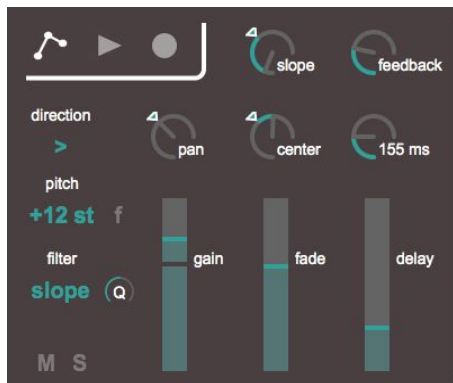 slope
feedback
direction
>
pan
center
155 ms
pitch
+12 st f
filter
gain
fade
delay
slope Q
M S